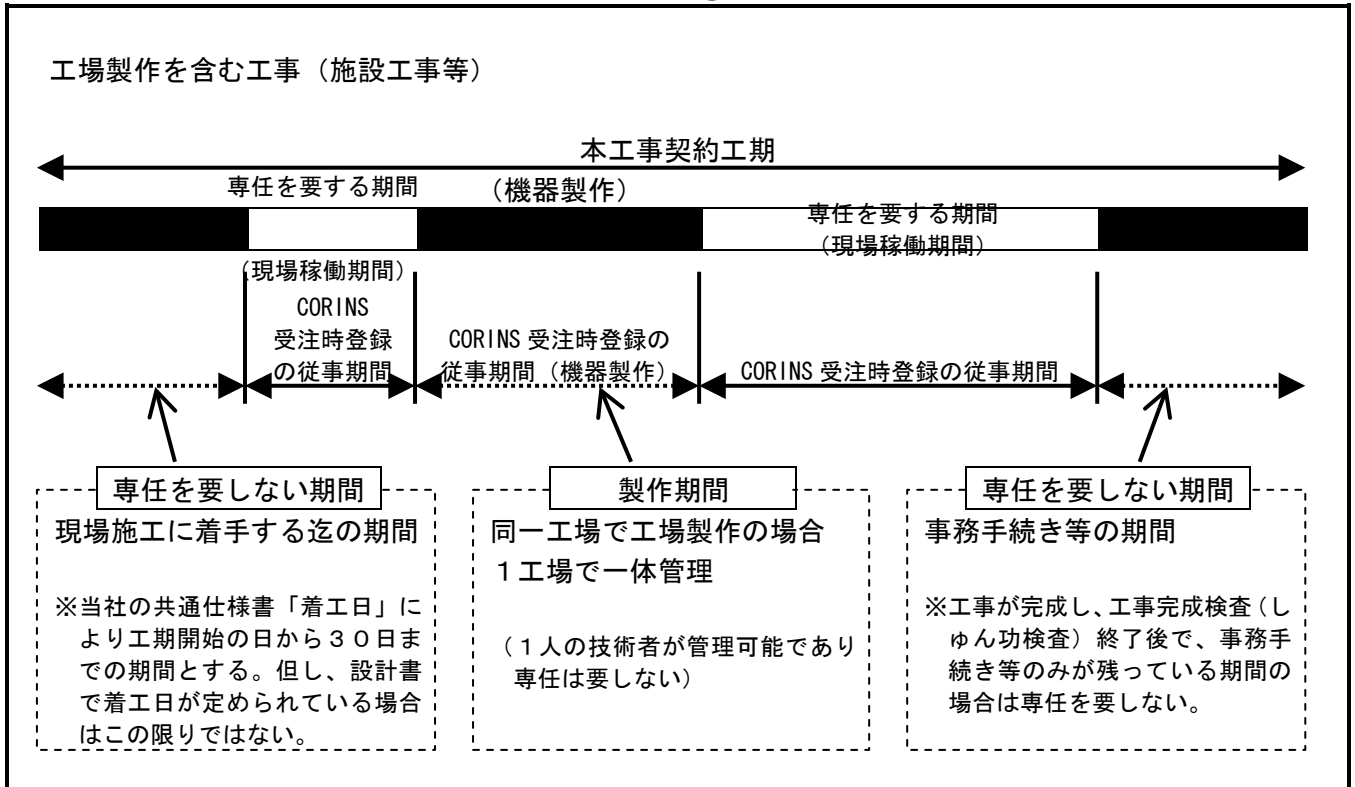 工場製作を含む工事（施設工事等）
本工事契約工期
専任を要する期間
（機器製作）
専任を要する期間
（現場稼働期間）
（現場稼働期間）
CORINS
受注時登録
の従事期間
CORINS 受注時登録の
従事期間（機器製作）
CORINS 受注時登録の従事期間
専任を要しない期間
現場施工に着手する迄の期間
※当社の共通仕様書「着工日」に
より工期開始の日から３０日ま
での期間とする。但し、設計書
で着工日が定められている場合
はこの限りではない。
製作期間
同一工場で工場製作の場合
１工場で一体管理
（１人の技術者が管理可能であり
専任は要しない）
専任を要しない期間
事務手続き等の期間
※工事が完成し、工事完成検査（し
ゅん功検査）終了後で、事務手
続き等のみが残っている期間の
場合は専任を要しない。